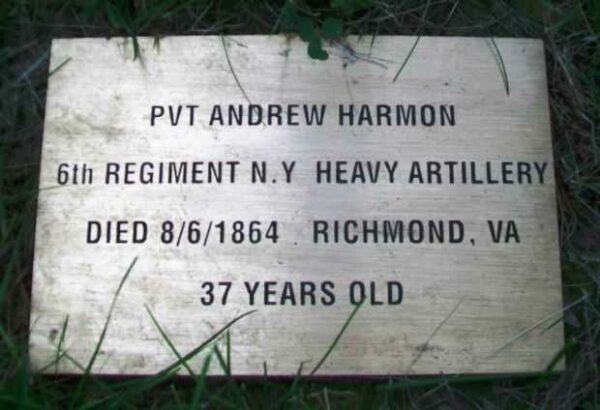 PVT ANDREW HARMON
6th REGIMENT N.Y HEAVY ARTILLERY
DIED 8/6/1864 . RICHMOND, VA
37 YEARS OLD